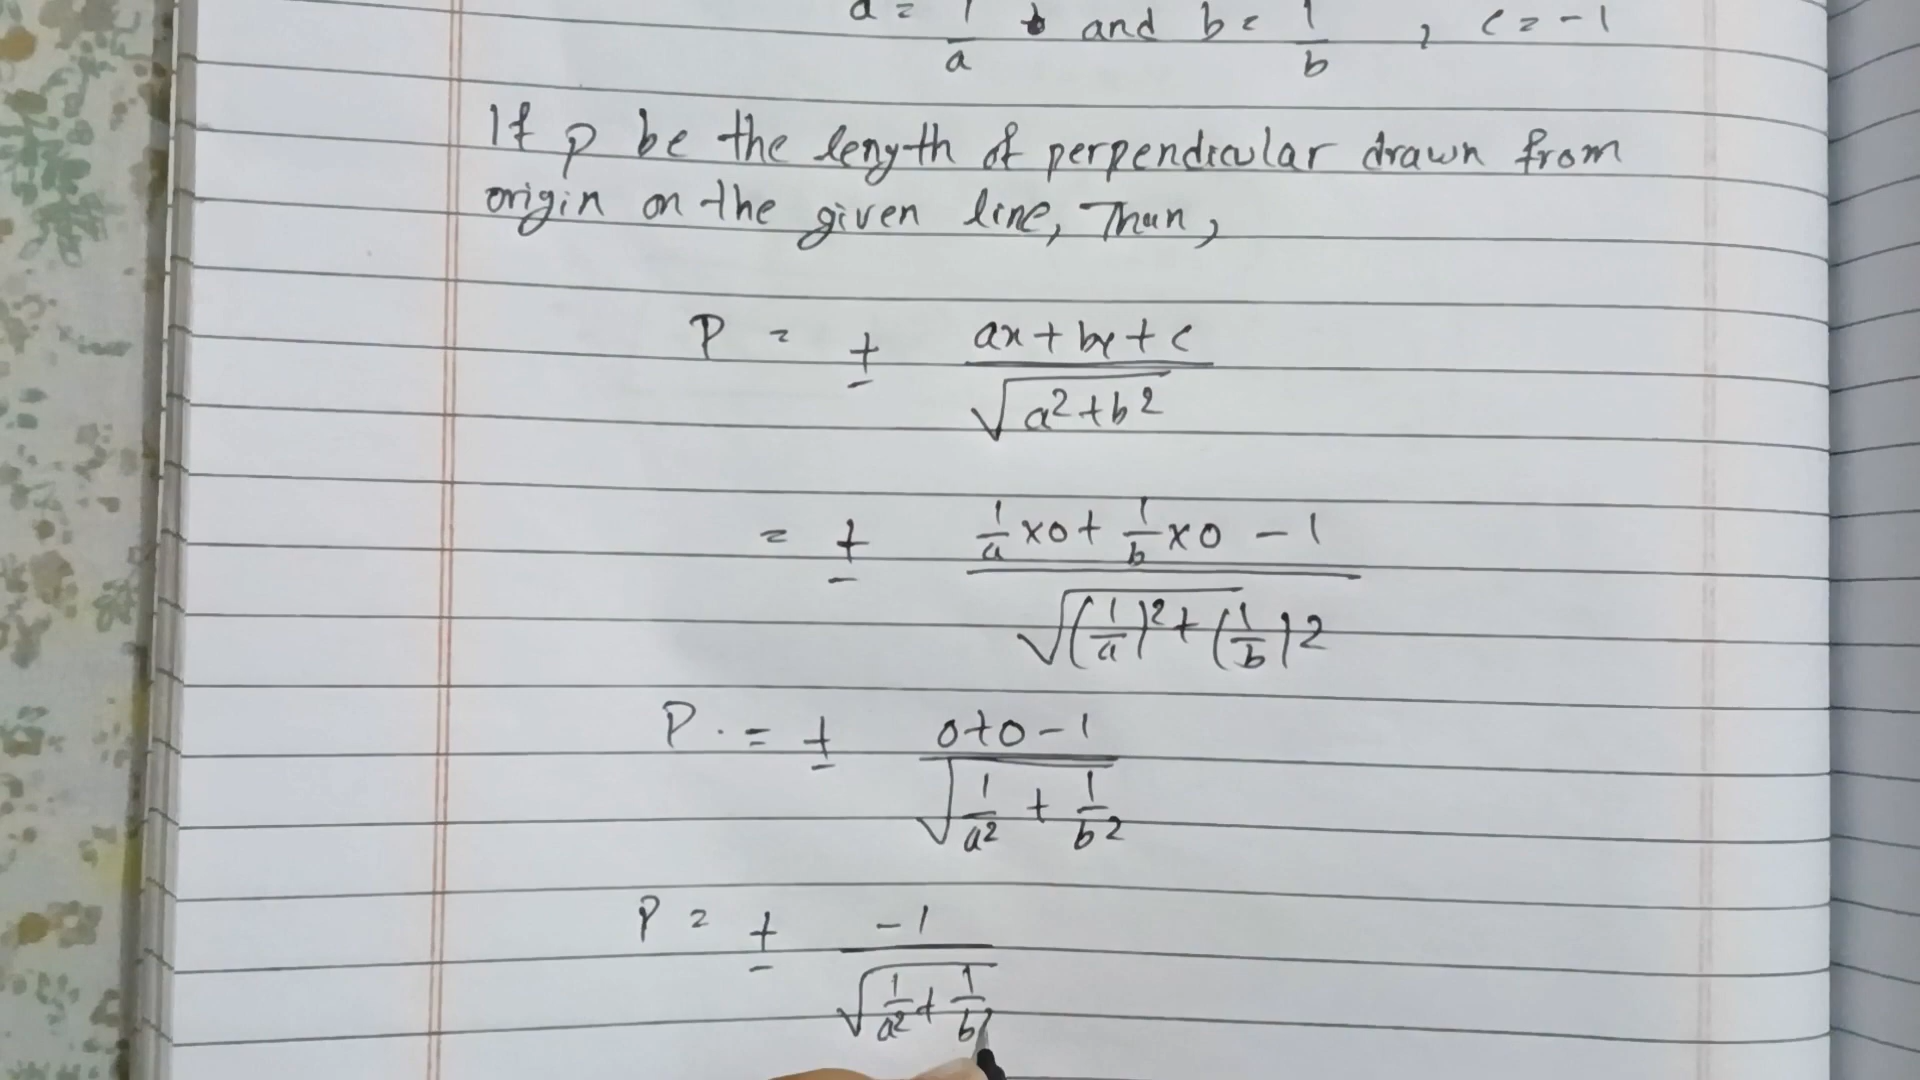 a = 1/a and b = 1/b , c = -1
If p be the length of perpendicular drawn from
origin on the given line, Then,
P = ± (ax + by + c)/√(a² + b²)
= ± (1/a × 0 + 1/b × 0 - 1)/√((1/a)² + (1/b)²)
P = ± (0 + 0 - 1)/√(1/a² + 1/b²)
P = ± -1/√(1/a² + 1/b²)